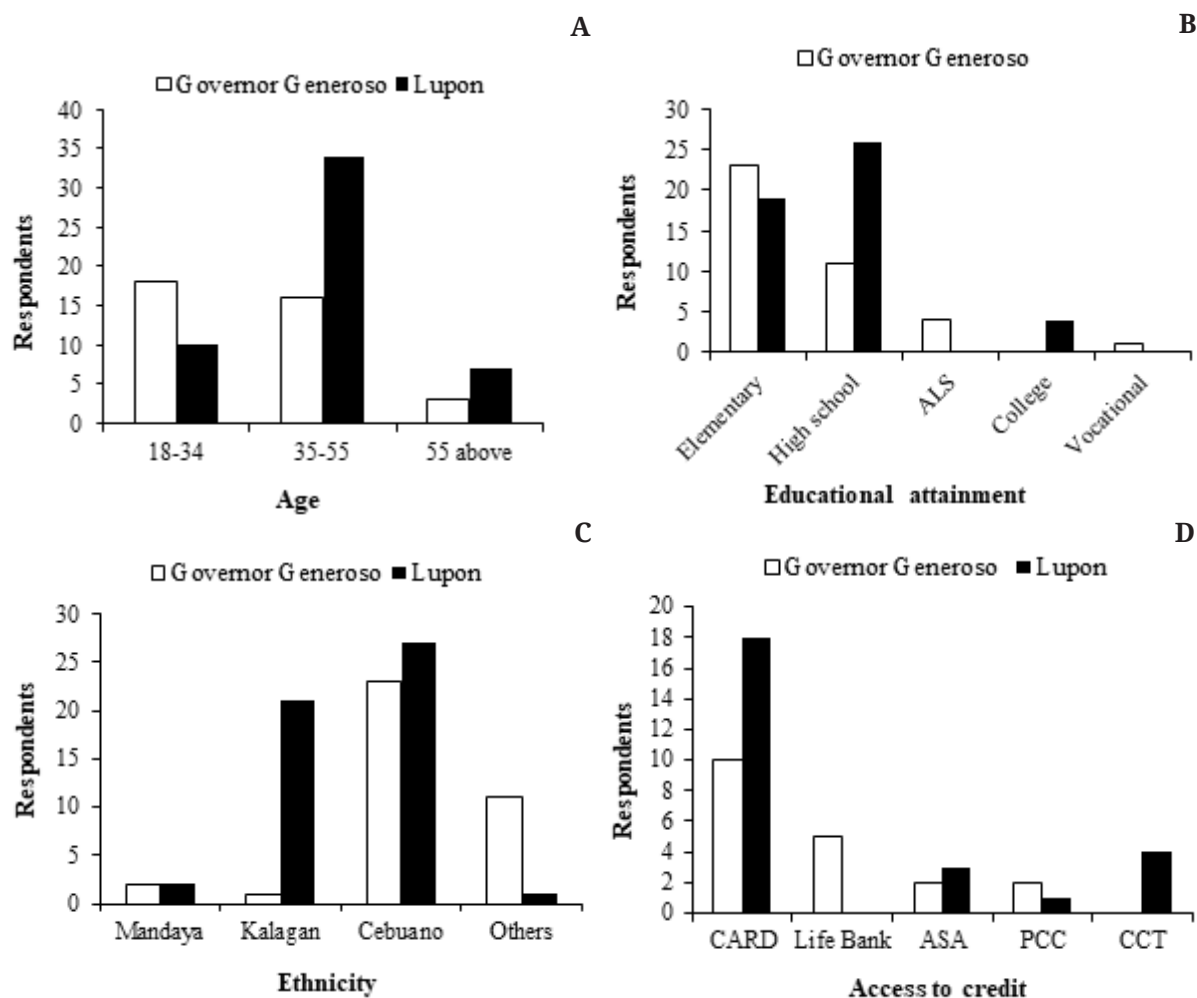 A
Governor Generoso Lupon
40
35
30
25
20
15
10
5
0
Respondents
18-34 35-55 55 above
Age
B
Governor Generoso
30
25
20
15
10
5
0
Respondents
Elementary High school ALS College Vocational
Educational attainment
C
Governor Generoso Lupon
30
25
20
15
10
5
0
Respondents
Mandaya Kalagan Cebuano Others
Ethnicity
D
Governor Generoso Lupon
20
18
16
14
12
10
8
6
4
2
0
Respondents
CARD Life Bank ASA PCC CCT
Access to credit